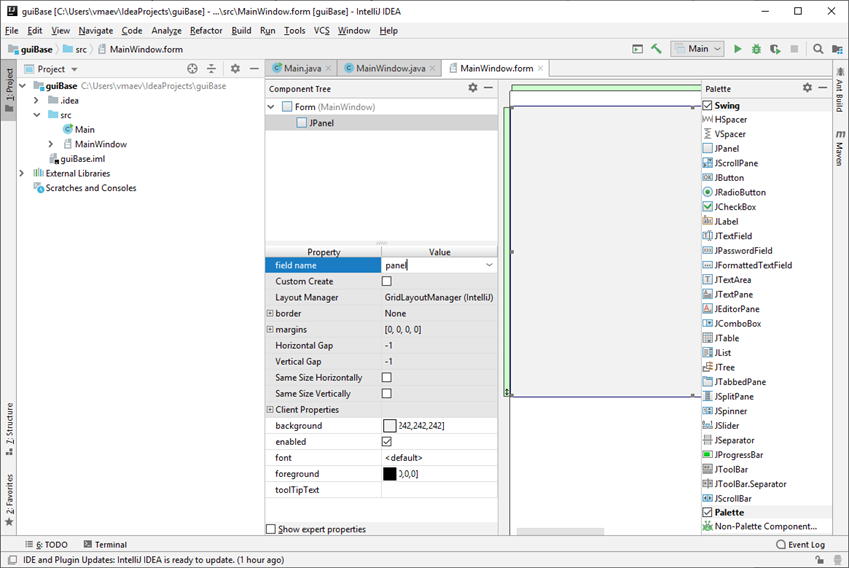 guiBase [C:\Users\vmaev\IdeaProjects\guiBase] - ...\src\MainWindow.form [guiBase] - IntelliJ IDEA
File Edit View Navigate Code Analyze Refactor Build Run Tools VCS Window Help
guiBase src MainWindow.form Main
1: Project
Z: Structure
2: Favorites
Project
guiBase C:\Users\vmaev\IdeaProjects\guiBase
.idea
src
Main
MainWindow
guiBase.iml
External Libraries
Scratches and Consoles
Main.java MainWindow.java MainWindow.form
Component Tree
Form (MainWindow)
JPanel
Property Value
field name panel
Custom Create
Layout Manager GridLayoutManager (IntelliJ)
border None
margins [0, 0, 0, 0]
Horizontal Gap -1
Vertical Gap -1
Same Size Horizontally
Same Size Vertically
Client Properties
background 242,242,242]
enabled
font <default>
foreground 0,0,0]
toolTipText
Show expert properties
Palette
Swing
HSpacer
VSpacer
JPanel
JScrollPane
JButton
JRadioButton
JCheckBox
JLabel
JTextField
JPasswordField
JFormattedTextField
JTextArea
JTextPane
JEditorPane
JComboBox
JTable
JList
JTree
JTabbedPane
JSplitPane
JSpinner
JSlider
JSeparator
JProgressBar
JToolBar
JToolBar.Separator
JScrollBar
Palette
Non-Palette Component...
Ant Build
m Maven
6: TODO Terminal Event Log
IDE and Plugin Updates: IntelliJ IDEA is ready to update. (1 hour ago)